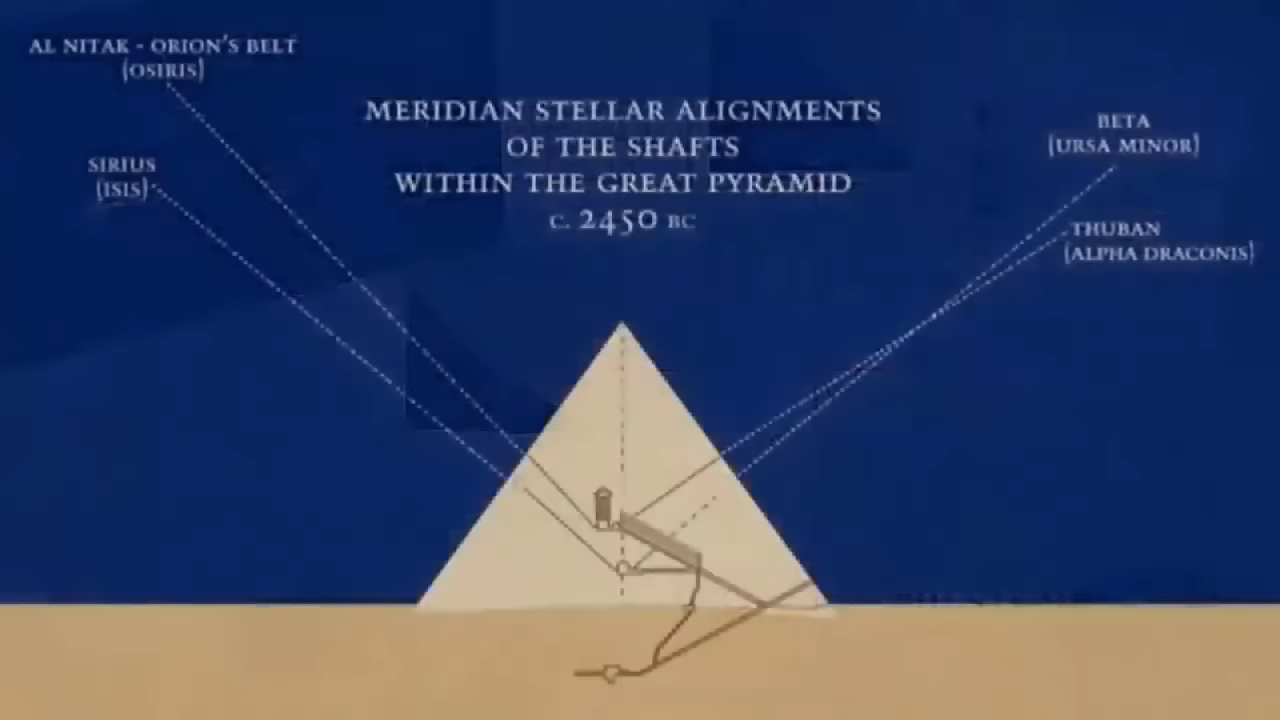 AL NITAK - ORION'S BELT
(OSIRIS)
MERIDIAN STELLAR ALIGNMENTS
OF THE SHAFTS
WITHIN THE GREAT PYRAMID
C. 2450 BC
SIRIUS
(ISIS)
BETA
(URSA MINOR)
THUBAN
(ALPHA DRACONIS)